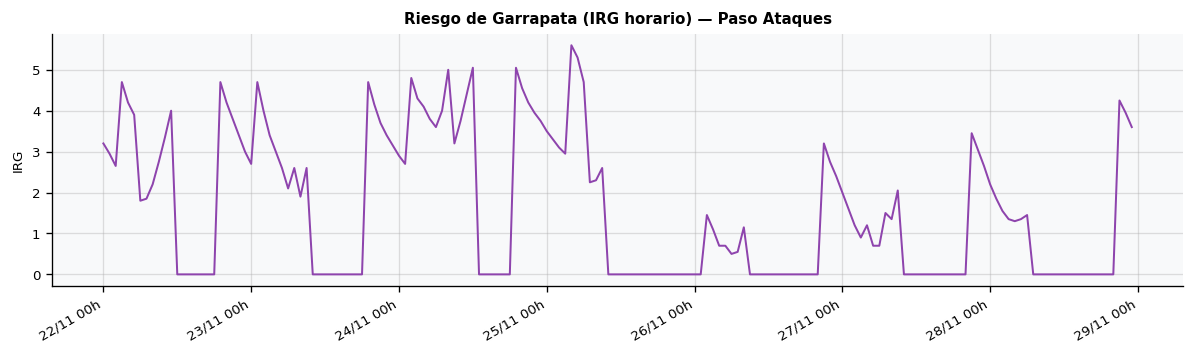 Riesgo de Garrapata (IRG horario) — Paso Ataques
IRG
5
4
3
2
1
0
22/11 00h
23/11 00h
24/11 00h
25/11 00h
26/11 00h
27/11 00h
28/11 00h
29/11 00h